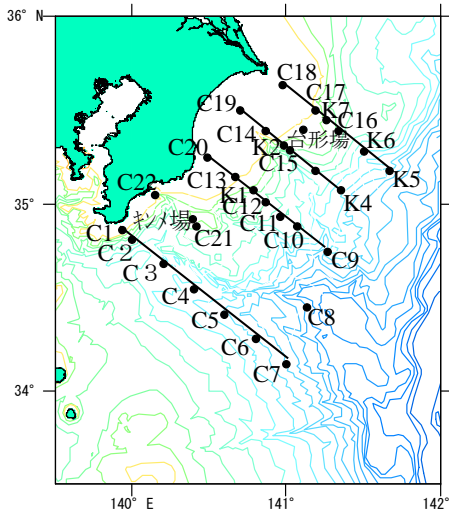 36° N
C18
C17
C19
K7
C16
C14
台形場
K2
K6
C20
C15
C13
K5
C22
K1
K4
C12
35°
ｷﾝﾒ場
C11
C1
C21
C10
C２
C9
C３
C4
C8
C5
C6
C7
34°
140° E
141°
142°